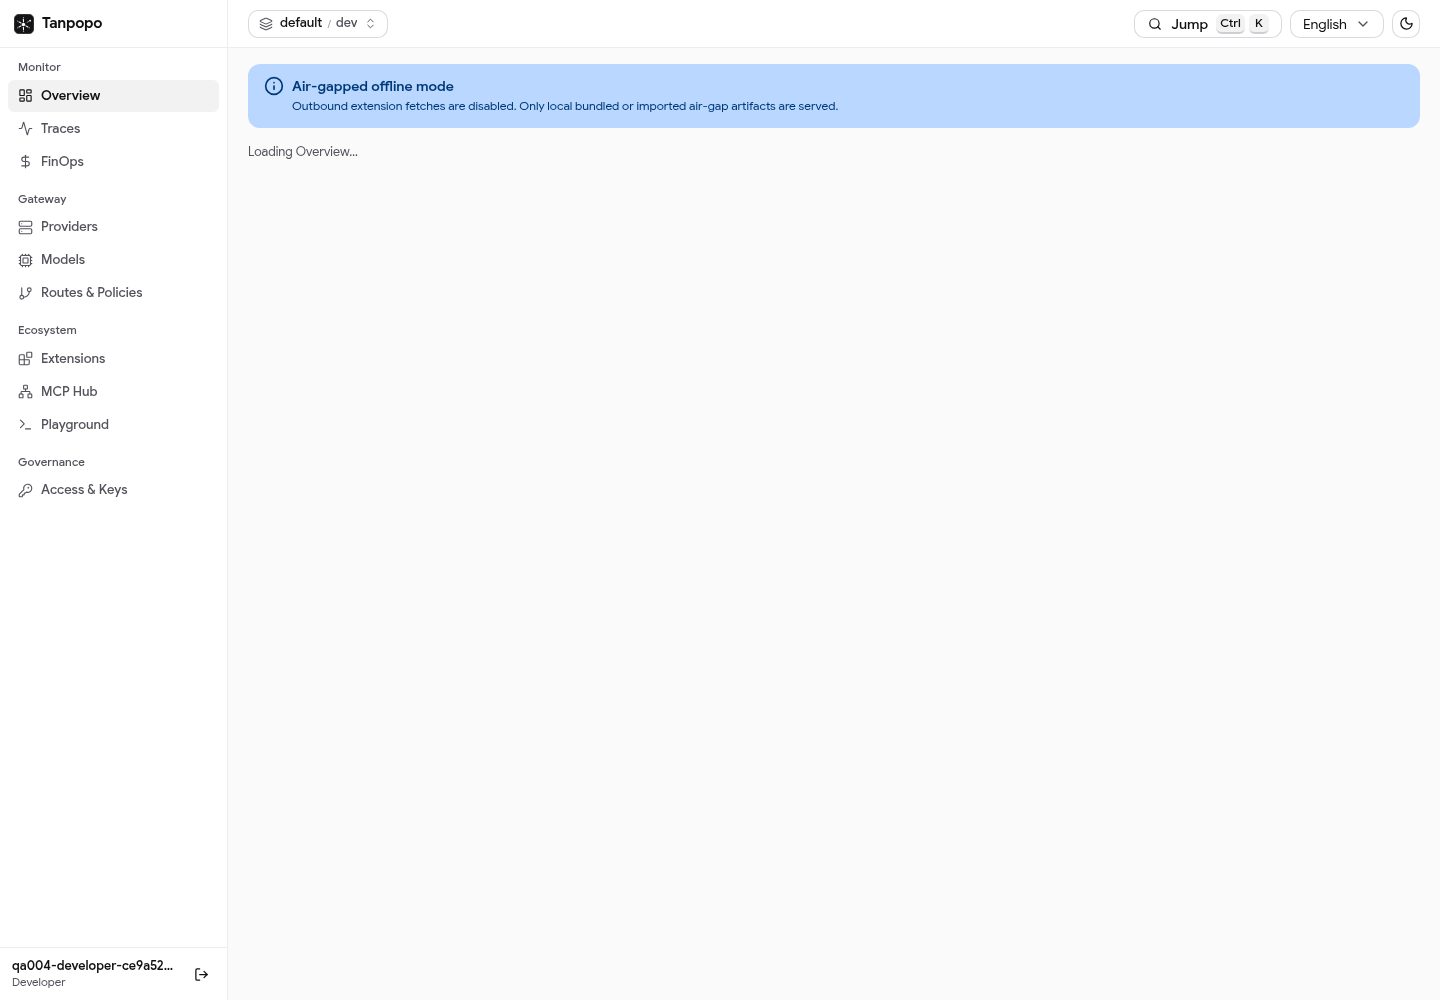 Tanpopo
default / dev
Jump Ctrl K
English
Monitor
Overview
Traces
FinOps
Gateway
Providers
Models
Routes & Policies
Ecosystem
Extensions
MCP Hub
Playground
Governance
Access & Keys
qa004-developer-ce9a52...
Developer
Air-gapped offline mode
Outbound extension fetches are disabled. Only local bundled or imported air-gap artifacts are served.
Loading Overview...